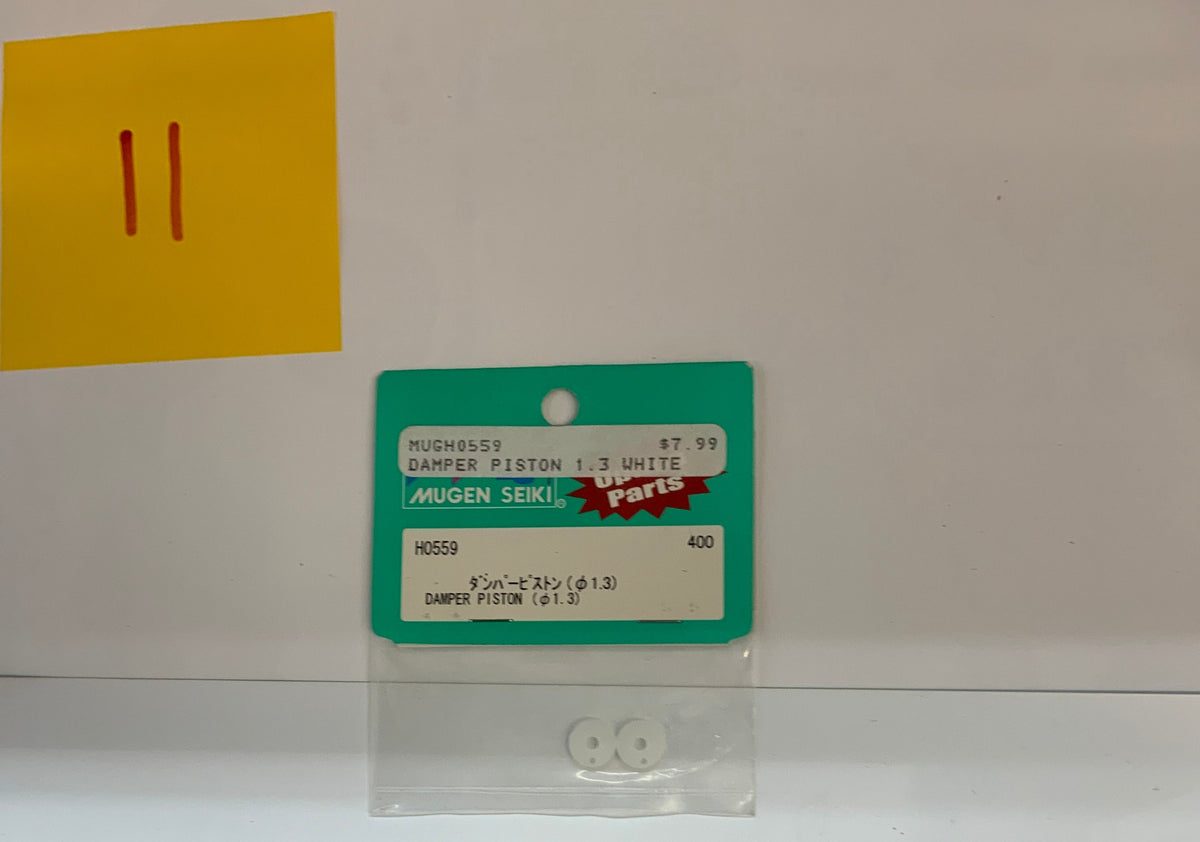 11
MUGH0559 $7.99
DAMPER PISTON 1.3 WHITE
MUGEN SEIKI
Parts
H0559 400
ダンパーピストン(φ1.3)
DAMPER PISTON (φ1.3)